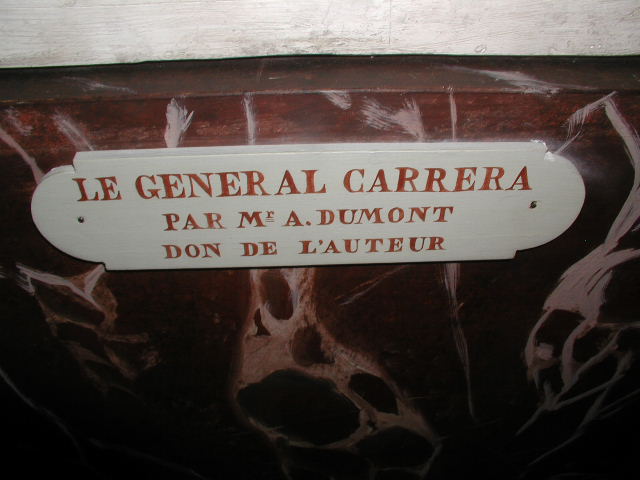 LE GENERAL CARRERA
PAR Mr A. DUMONT
DON DE L'AUTEUR